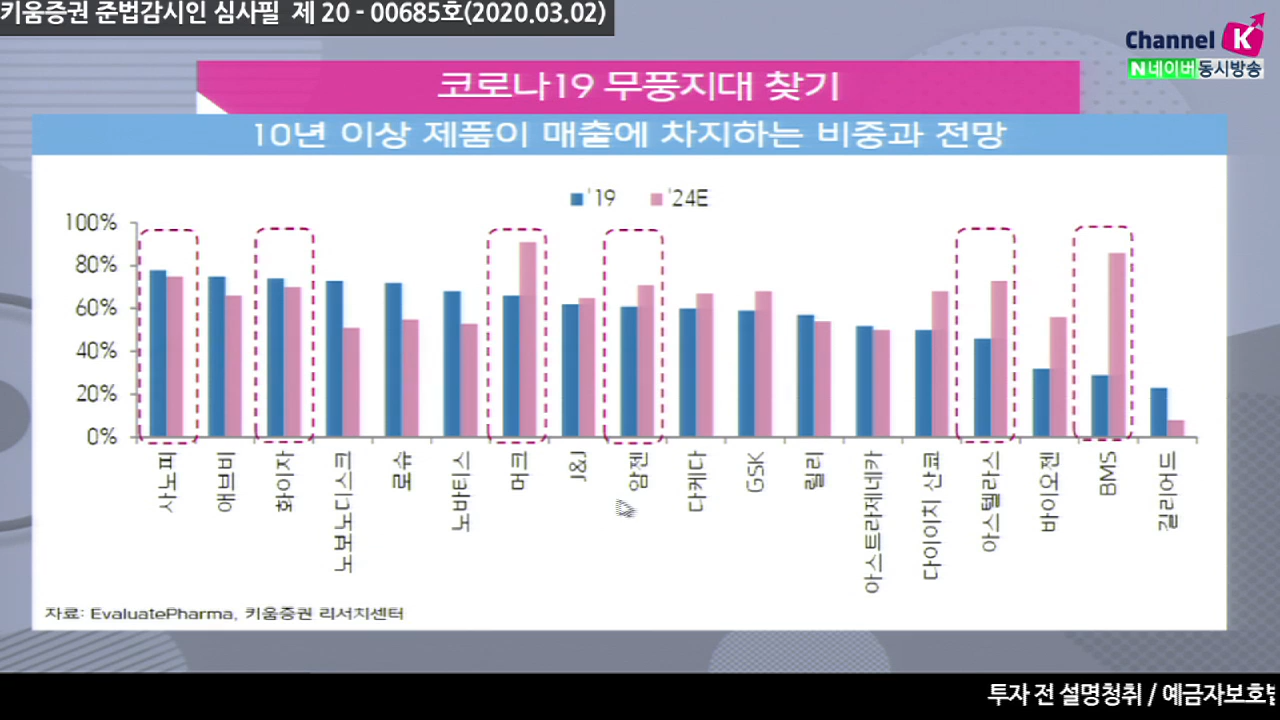 키움증권 준법감시인 심사필 제 20 - 00685호(2020.03.02)
Channel K
N네이버 동시방송
코로나19 무풍지대 찾기
10년 이상 제품이 매출에 차지하는 비중과 전망
'19 '24E
100%
80%
60%
40%
20%
0%
사노피
애브비
화이자
노보노디스크
로슈
노바티스
머크
J&J
암젠
다케다
GSK
릴리
아스트라제네카
다이이치 산쿄
아스텔라스
바이오젠
BMS
길리어드
자료: EvaluatePharma, 키움증권 리서치센터
투자 전 설명청취 / 예금자보호법